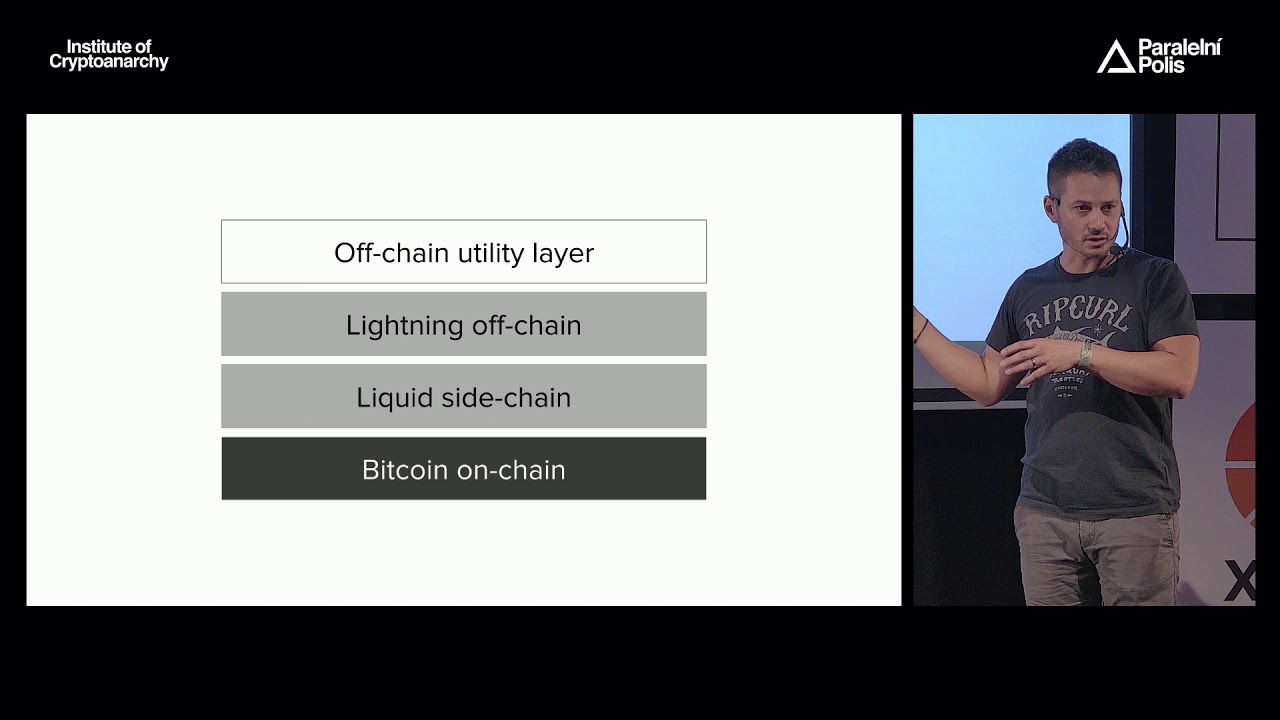 Institute of
Cryptoanarchy
Paralelní
Polis
Off-chain utility layer
Lightning off-chain
Liquid side-chain
Bitcoin on-chain
RIPCURL
X